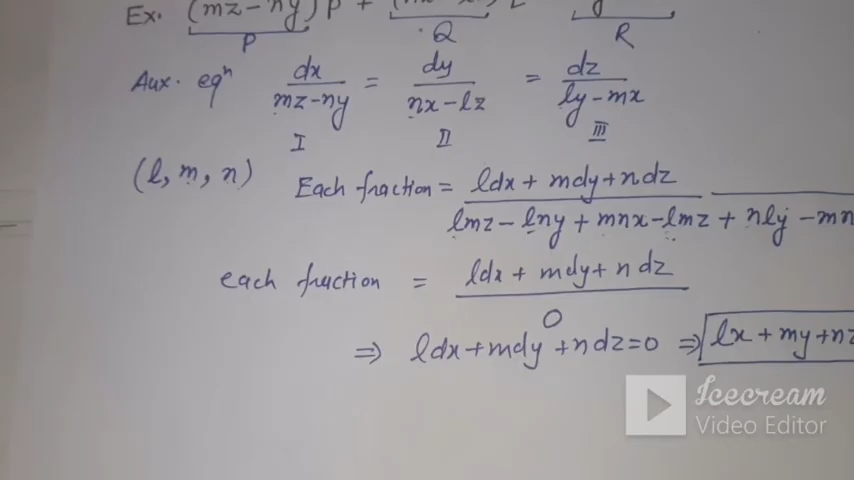 Ex. (mz-ny)p +
P Q R
Aux. eqⁿ dx/(mz-ny) = dy/(nx-lz) = dz/(ly-mx)
I II III
(l, m, n) Each fraction = (ldx + mdy + ndz)/(lmz - lny + mnx - lmz + nly - mn
each fraction = (ldx + mdy + ndz)/0
⇒ ldx + mdy + ndz = 0 ⇒ lx + my + nz
Icecream
Video Editor